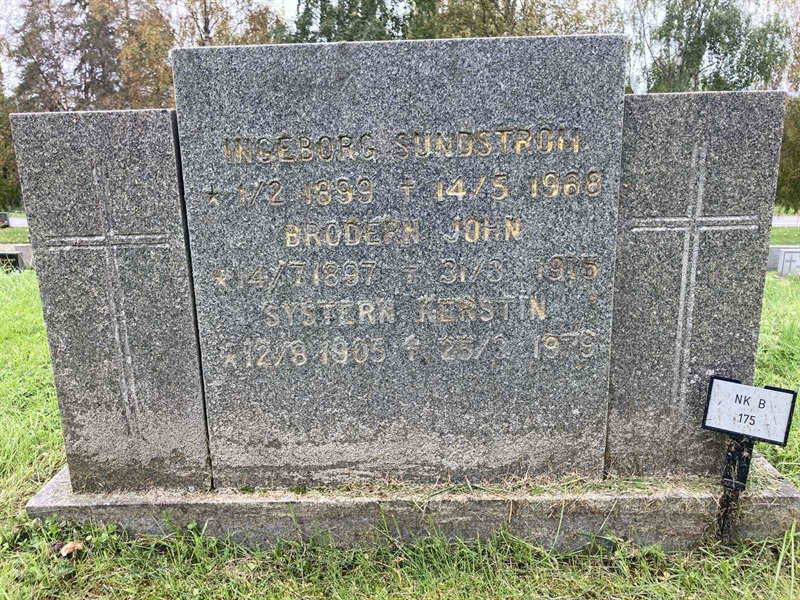 INGEBORG SUNDSTRÖM
* 1/2 1899 † 14/5 1968
BRODERN JOHN
* 14/7 1897 † 31/3 1975
SYSTERN KERSTIN
* 12/8 1905 † 25/3 1979
NK B
175